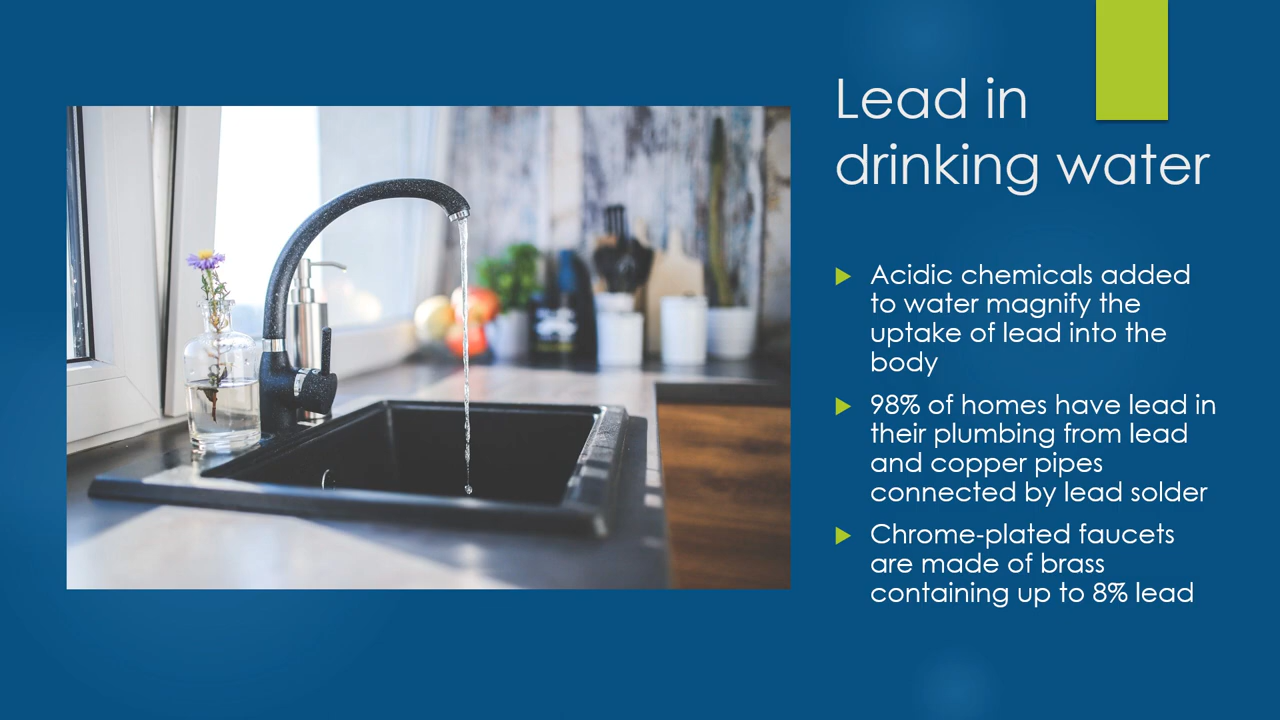 Lead in
drinking water
Acidic chemicals added
to water magnify the
uptake of lead into the
body
98% of homes have lead in
their plumbing from lead
and copper pipes
connected by lead solder
Chrome-plated faucets
are made of brass
containing up to 8% lead